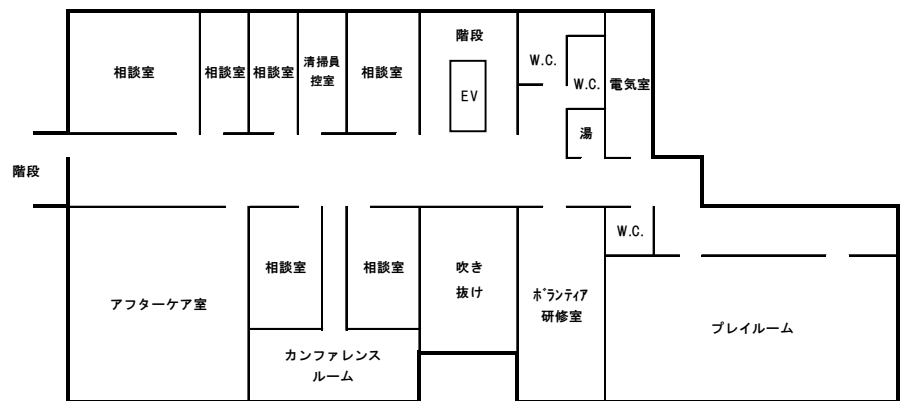 階段
相談室
相談室
相談室
清掃員
控室
相談室
EV
W.C.
W.C.
電気室
湯
階段
W.C.
相談室
相談室
吹き
抜け
アフターケア室
ボランティア
研修室
プレイルーム
カンファレンス
ルーム